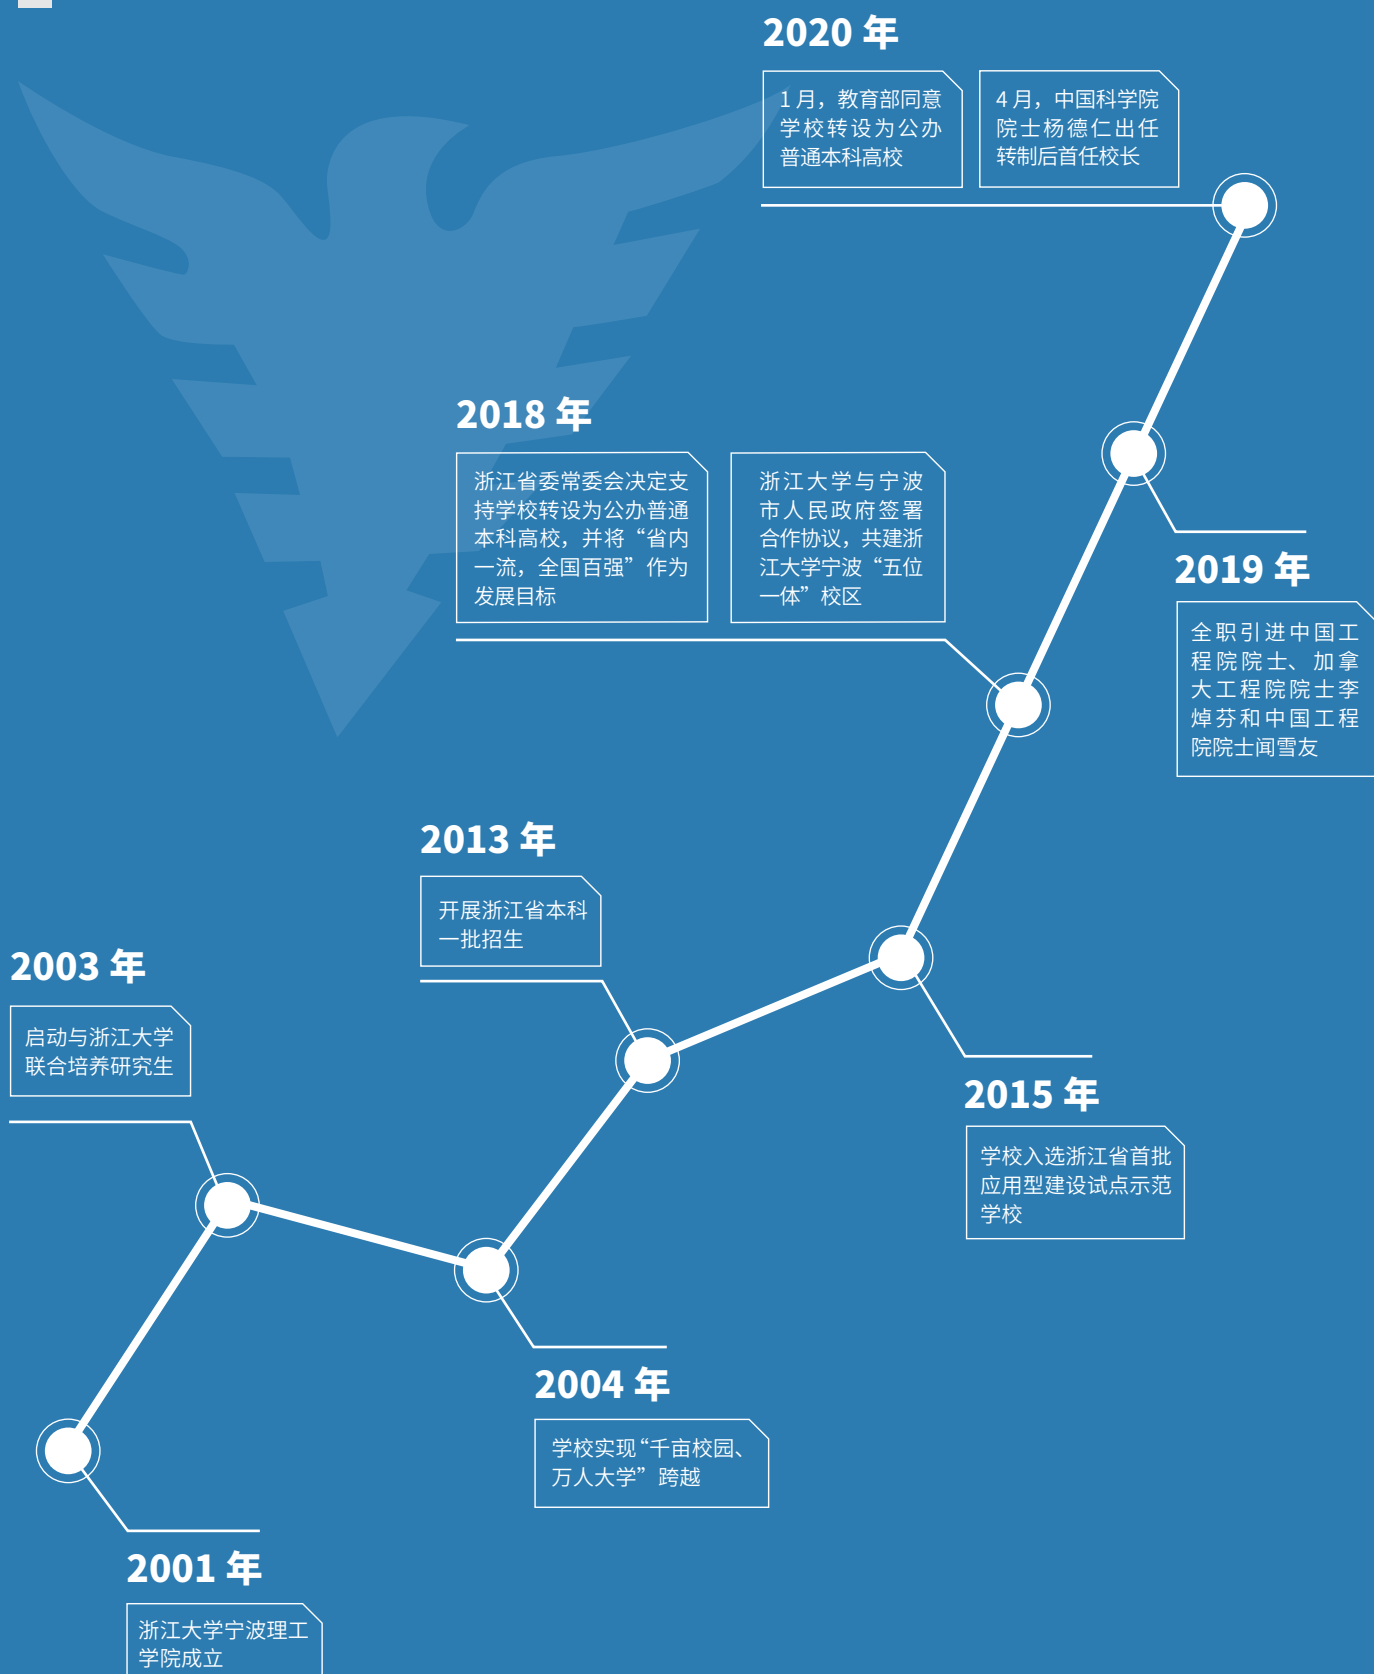 2020 年
1 月，教育部同意
学校转设为公办
普通本科高校
4 月，中国科学院
院士杨德仁出任
转制后首任校长
2018 年
浙江省委常委会决定支
持学校转设为公办普通
本科高校，并将“省内
一流，全国百强”作为
发展目标
浙江大学与宁波
市人民政府签署
合作协议，共建浙
江大学宁波“五位
一体”校区
2019 年
全职引进中国工
程院院士、加拿
大工程院院士李
焯芬和中国工程
院院士闻雪友
2013 年
开展浙江省本科
一批招生
2003 年
启动与浙江大学
联合培养研究生
2015 年
学校入选浙江省首批
应用型建设试点示范
学校
2004 年
学校实现“千亩校园、
万人大学”跨越
2001 年
浙江大学宁波理工
学院成立